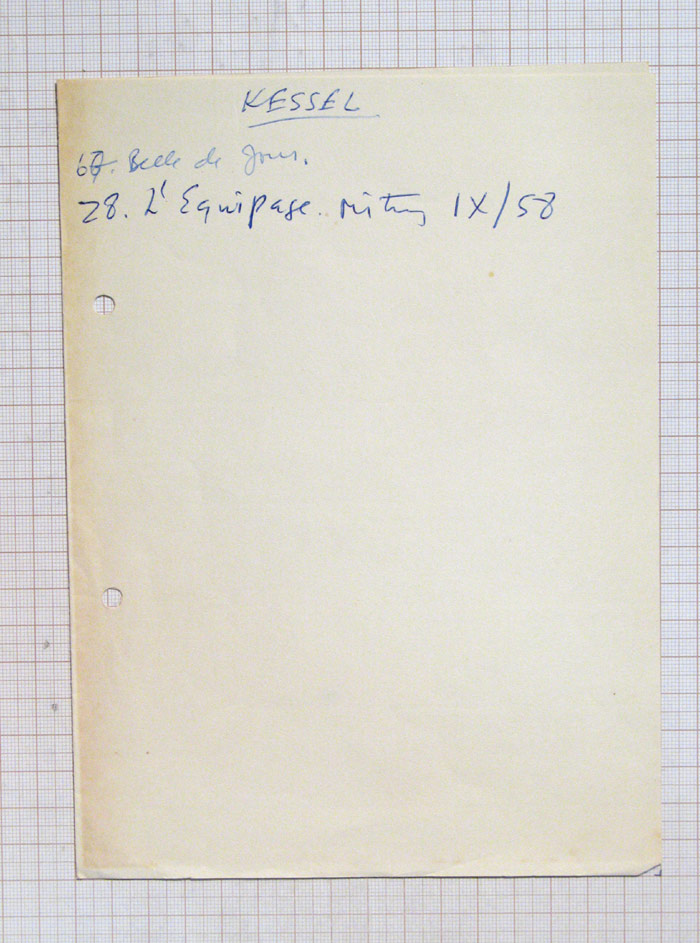 KESSEL
67. Belle de Jour.
28. L'Equipage.. IX/58